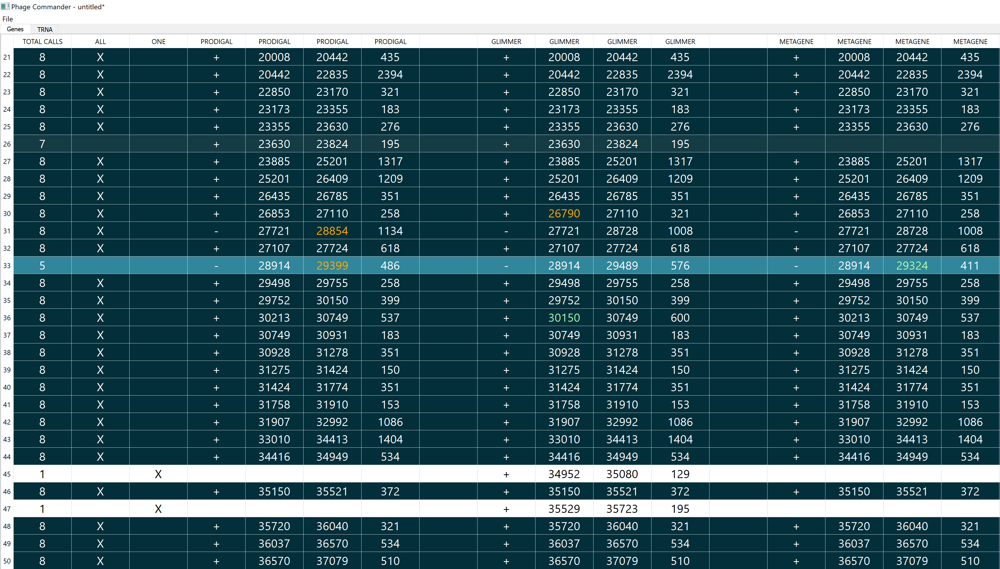 Phage Commander - untitled*
File
Genes TRNA
TOTAL CALLS ALL ONE PRODIGAL PRODIGAL PRODIGAL PRODIGAL GLIMMER GLIMMER GLIMMER GLIMMER METAGENE METAGENE METAGENE METAGENE
21 8 X + 20008 20442 435 + 20008 20442 435 + 20008 20442 435
22 8 X + 20442 22835 2394 + 20442 22835 2394 + 20442 22835 2394
23 8 X + 22850 23170 321 + 22850 23170 321 + 22850 23170 321
24 8 X + 23173 23355 183 + 23173 23355 183 + 23173 23355 183
25 8 X + 23355 23630 276 + 23355 23630 276 + 23355 23630 276
26 7 + 23630 23824 195 + 23630 23824 195
27 8 X + 23885 25201 1317 + 23885 25201 1317 + 23885 25201 1317
28 8 X + 25201 26409 1209 + 25201 26409 1209 + 25201 26409 1209
29 8 X + 26435 26785 351 + 26435 26785 351 + 26435 26785 351
30 8 X + 26853 27110 258 + 26790 27110 321 + 26853 27110 258
31 8 X - 27721 28854 1134 - 27721 28728 1008 - 27721 28728 1008
32 8 X + 27107 27724 618 + 27107 27724 618 + 27107 27724 618
33 5 - 28914 29399 486 - 28914 29489 576 - 28914 29324 411
34 8 X + 29498 29755 258 + 29498 29755 258 + 29498 29755 258
35 8 X + 29752 30150 399 + 29752 30150 399 + 29752 30150 399
36 8 X + 30213 30749 537 + 30150 30749 600 + 30213 30749 537
37 8 X + 30749 30931 183 + 30749 30931 183 + 30749 30931 183
38 8 X + 30928 31278 351 + 30928 31278 351 + 30928 31278 351
39 8 X + 31275 31424 150 + 31275 31424 150 + 31275 31424 150
40 8 X + 31424 31774 351 + 31424 31774 351 + 31424 31774 351
41 8 X + 31758 31910 153 + 31758 31910 153 + 31758 31910 153
42 8 X + 31907 32992 1086 + 31907 32992 1086 + 31907 32992 1086
43 8 X + 33010 34413 1404 + 33010 34413 1404 + 33010 34413 1404
44 8 X + 34416 34949 534 + 34416 34949 534 + 34416 34949 534
45 1 X + 34952 35080 129
46 8 X + 35150 35521 372 + 35150 35521 372 + 35150 35521 372
47 1 X + 35529 35723 195
48 8 X + 35720 36040 321 + 35720 36040 321 + 35720 36040 321
49 8 X + 36037 36570 534 + 36037 36570 534 + 36037 36570 534
50 8 X + 36570 37079 510 + 36570 37079 510 + 36570 37079 510